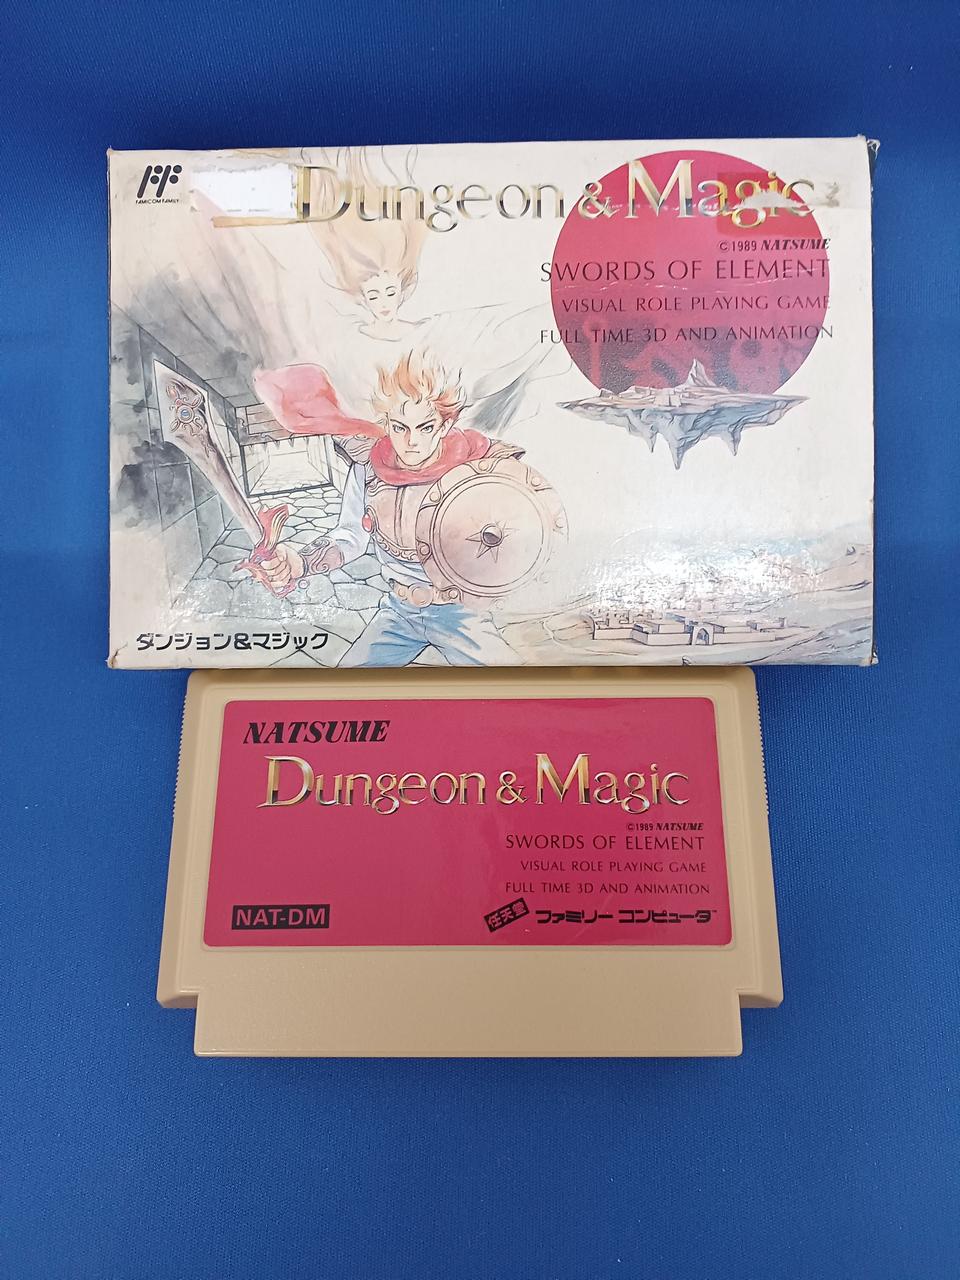 FAMICOM FAMILY
Dungeon & Magic
©1989 NATSUME
SWORDS OF ELEMENT
VISUAL ROLE PLAYING GAME
FULL TIME 3D AND ANIMATION
ダンジョン&マジック
NATSUME
Dungeon & Magic
©1989 NATSUME
SWORDS OF ELEMENT
VISUAL ROLE PLAYING GAME
FULL TIME 3D AND ANIMATION
NAT-DM
任天堂 ファミリー コンピュータ™